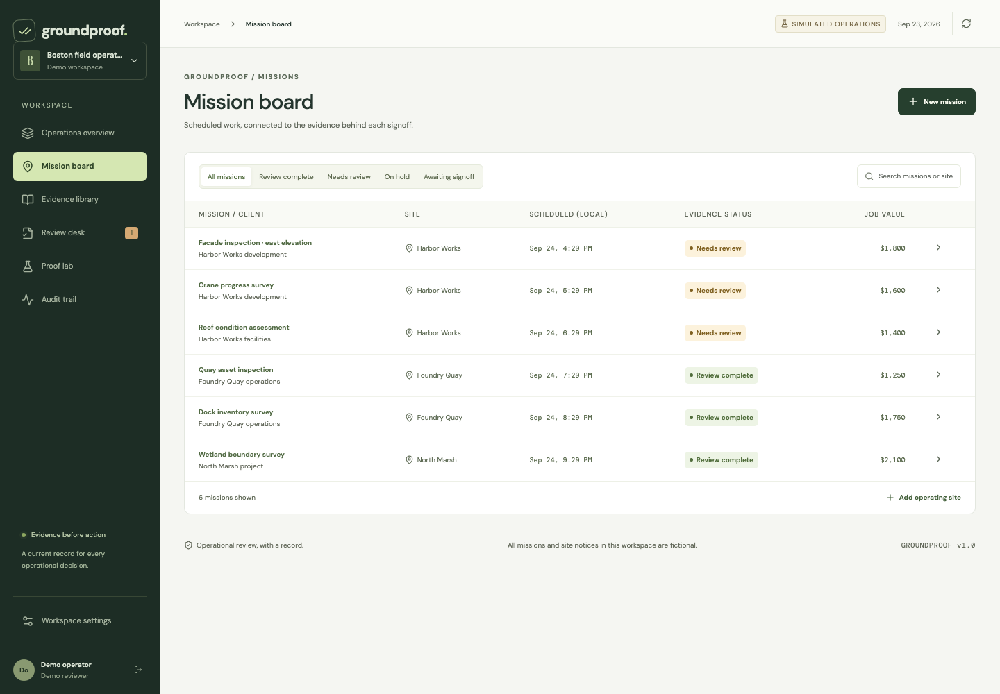 groundproof.
B
Boston field operat...
Demo workspace
WORKSPACE
Operations overview
Mission board
Evidence library
Review desk
1
Proof lab
Audit trail
Evidence before action
A current record for every
operational decision.
Workspace settings
Do
Demo operator
Demo reviewer
Workspace
Mission board
SIMULATED OPERATIONS
Sep 23, 2026
GROUNDPROOF / MISSIONS
Mission board
Scheduled work, connected to the evidence behind each signoff.
New mission
All missions
Review complete
Needs review
On hold
Awaiting signoff
Search missions or site
MISSION / CLIENT
SITE
SCHEDULED (LOCAL)
EVIDENCE STATUS
JOB VALUE
Facade inspection · east elevation
Harbor Works development
Harbor Works
Sep 24, 4:29 PM
Needs review
$1,800
Crane progress survey
Harbor Works development
Harbor Works
Sep 24, 5:29 PM
Needs review
$1,600
Roof condition assessment
Harbor Works facilities
Harbor Works
Sep 24, 6:29 PM
Needs review
$1,400
Quay asset inspection
Foundry Quay operations
Foundry Quay
Sep 24, 7:29 PM
Review complete
$1,250
Dock inventory survey
Foundry Quay operations
Foundry Quay
Sep 24, 8:29 PM
Review complete
$1,750
Wetland boundary survey
North Marsh project
North Marsh
Sep 24, 9:29 PM
Review complete
$2,100
6 missions shown
Add operating site
Operational review, with a record.
All missions and site notices in this workspace are fictional.
GROUNDPROOF v1.0